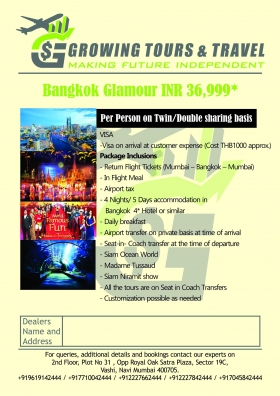 $G GROWING TOURS & TRAVEL
MAKING FUTURE INDEPENDENT
Bangkok Glamour INR 36,999*
Per Person on Twin/Double sharing basis
VISA
-Visa on arrival at customer expense (Cost THB1000 approx)
Package Inclusions
- Return Flight Tickets (Mumbai – Bangkok – Mumbai)
- In Flight Meal
- Airport tax
- 4 Nights/ 5 Days accommodation in
Bangkok 4* Hotel or similar
- Daily breakfast
- Airport transfer on private basis at time of arrival
- Seat-in- Coach transfer at the time of departure
- Siam Ocean World
- Madame Tussaud
- Siam Niramit show
- All the tours are on Seat in Coach Transfers
- Customization possible as needed
World
Famous
Fun
Dealers
Name and
Address
For queries, additional details and bookings contact our experts on
2nd Floor, Plot No 31 , Opp Royal Oak Satra Plaza, Sector 19C,
Vashi, Navi Mumbai 400705.
+919619142444 / +917710042444 / +912227662444 / +912227842444 / +917045842444